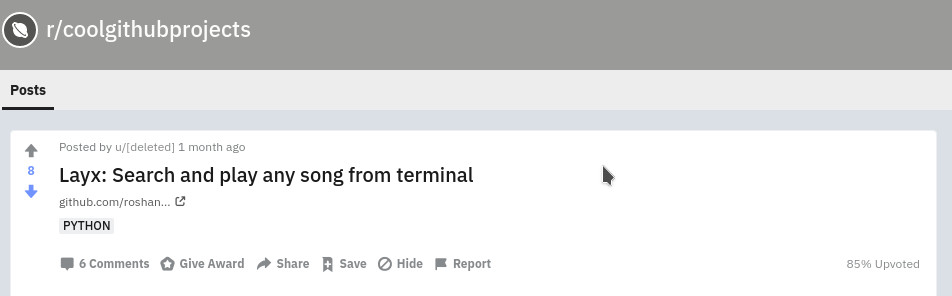 r/coolgithubprojects
Posts
Posted by u/[deleted] 1 month ago
8
Layx: Search and play any song from terminal
github.com/roshan...
PYTHON
6 Comments Give Award Share Save Hide Report 85% Upvoted